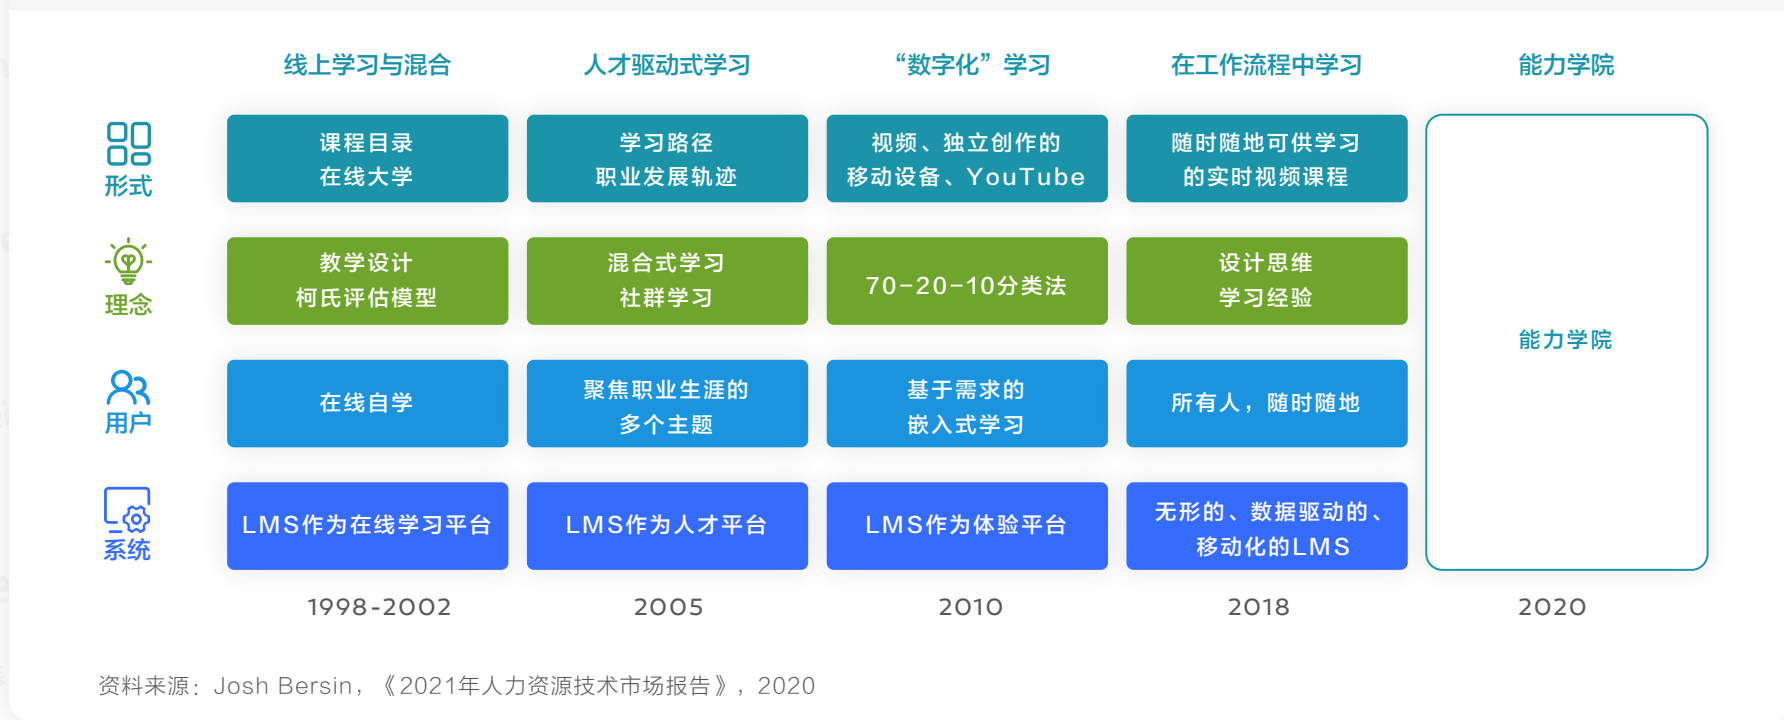 线上学习与混合
人才驱动式学习
“数字化”学习
在工作流程中学习
能力学院
形式
课程目录
在线大学
学习路径
职业发展轨迹
视频、独立创作的
移动设备、YouTube
随时随地可供学习
的实时视频课程
理念
教学设计
柯氏评估模型
混合式学习
社群学习
70-20-10分类法
设计思维
学习经验
能力学院
用户
在线自学
聚焦职业生涯的
多个主题
基于需求的
嵌入式学习
所有人，随时随地
系统
LMS作为在线学习平台
LMS作为人才平台
LMS作为体验平台
无形的、数据驱动的、
移动化的LMS
1998-2002
2005
2010
2018
2020
资料来源：Josh Bersin，《2021年人力资源技术市场报告》，2020